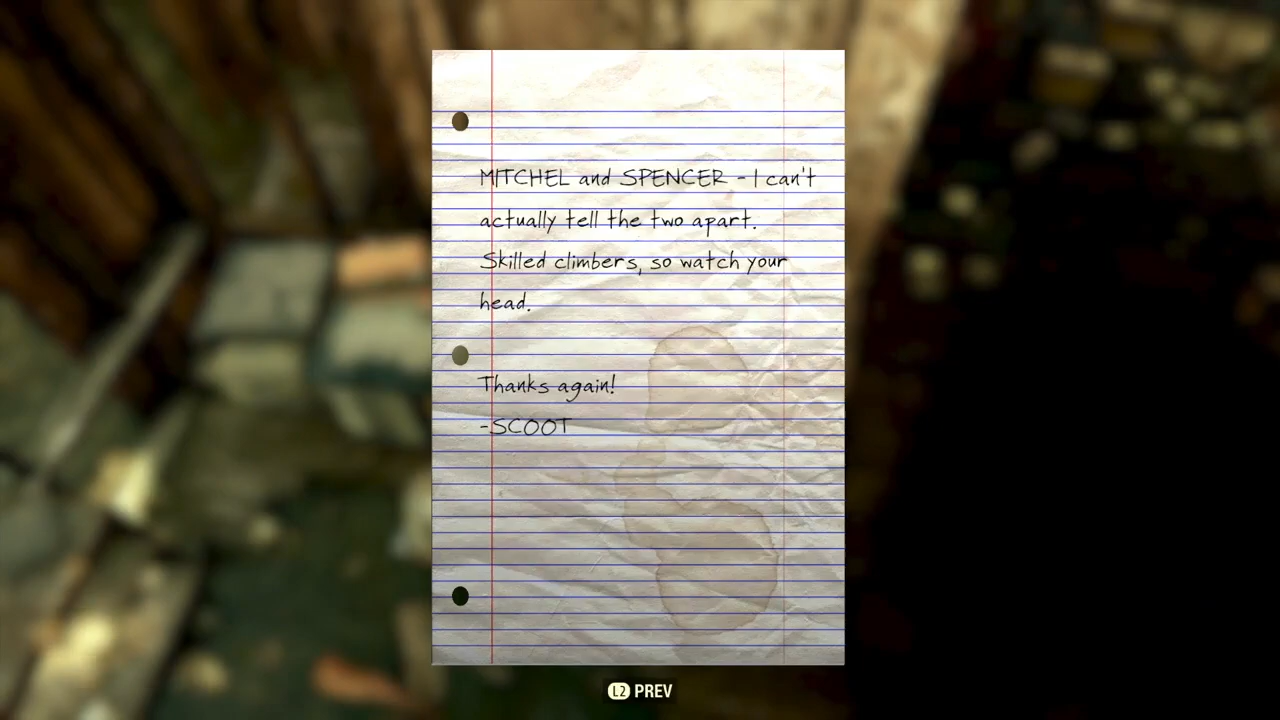 MITCHEL and SPENCER - I can't
actually tell the two apart.
Skilled climbers, so watch your
head.
Thanks again!
-SCOOT
L2 PREV